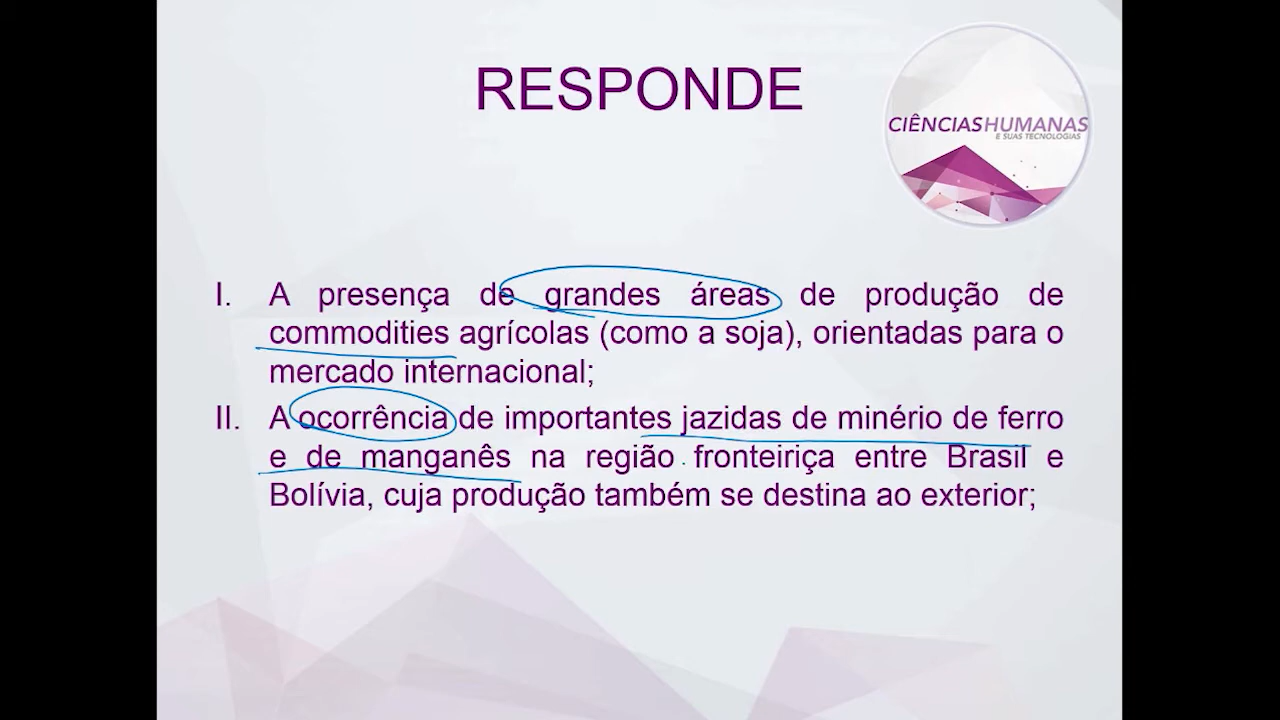 RESPONDE
CIÊNCIASHUMANAS
E SUAS TECNOLOGIAS
I. A presença de grandes áreas de produção de
commodities agrícolas (como a soja), orientadas para o
mercado internacional;
II. A ocorrência de importantes jazidas de minério de ferro
e de manganês na região fronteiriça entre Brasil e
Bolívia, cuja produção também se destina ao exterior;